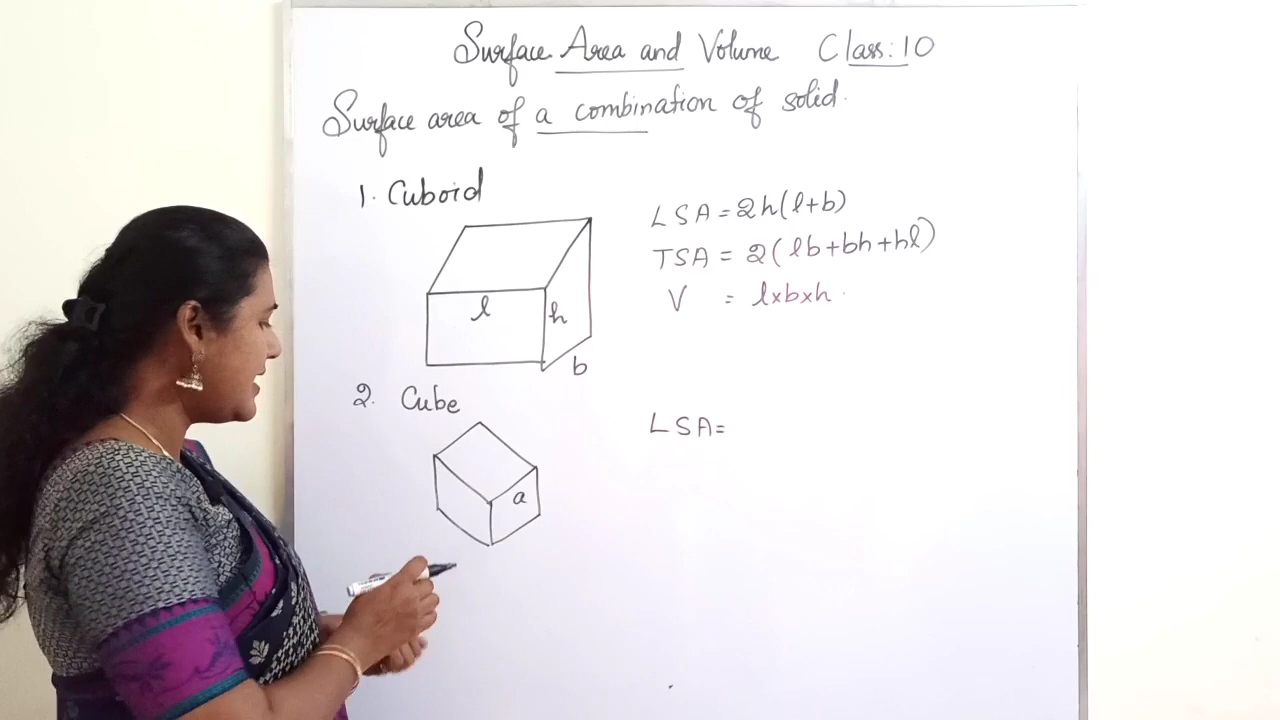 Surface Area and Volume Class: 10
Surface area of a combination of solid.
1. Cuboid
LSA = 2h(l+b)
TSA = 2(lb+bh+hl)
V = l×b×h
l
h
b
2. Cube
LSA=
a